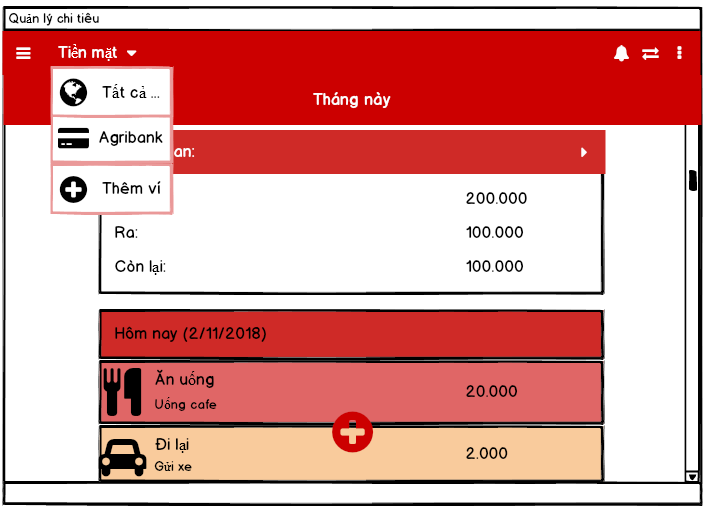 Quản lý chi tiêu
Tiền mặt
Tất cả ...
Tháng này
Agribank
an:
Thêm ví
200.000
Ra:
100.000
Còn lại:
100.000
Hôm nay (2/11/2018)
Ăn uống
Uống cafe
20.000
Đi lại
Gửi xe
2.000